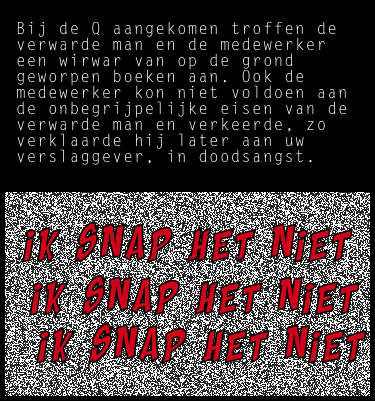 Bij de Q aangekomen troffen de
verwarde man en de medewerker
een wirwar van op de grond
geworpen boeken aan. Ook de
medewerker kon niet voldoen aan
de onbegrijpelijke eisen van de
verwarde man en verkeerde, zo
verklaarde hij later aan uw
verslaggever, in doodsangst.
iK SNAP HET NiET
iK SNAP HET NiET
iK SNAP HET NiET